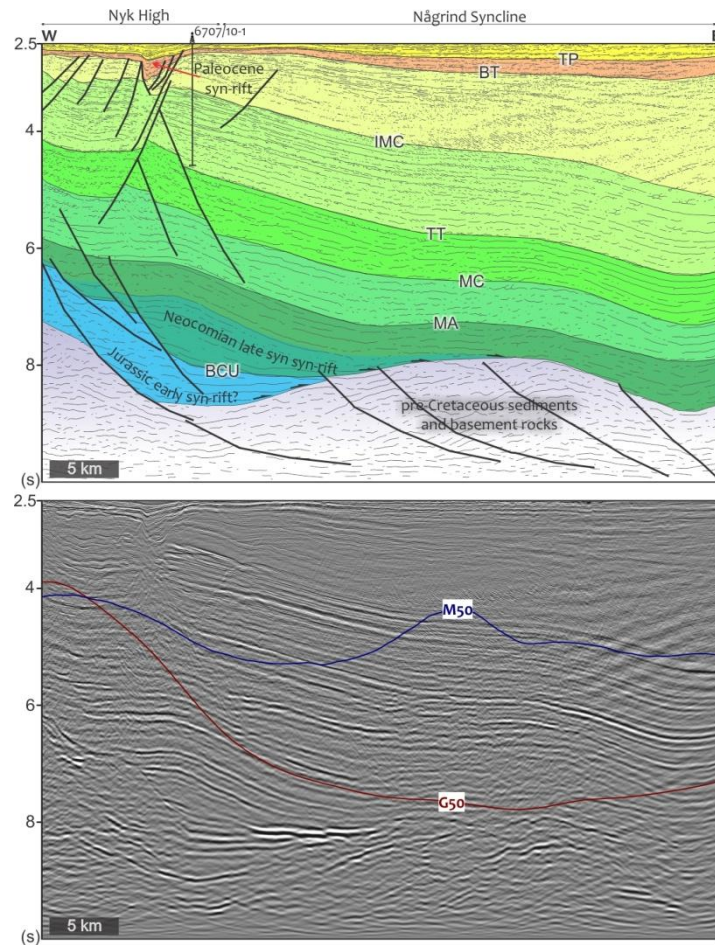 Nyk High
Någrind Syncline
W
6707/10-1
E
2.5
Paleocene
syn-rift
TP
BT
4
IMC
TT
6
MC
MA
Neocomian late syn syn-rift
8
BCU
Jurassic early syn-rift?
pre-Cretaceous sediments
and basement rocks
5 km
(s)
2.5
4
M50
6
G50
8
5 km
(s)